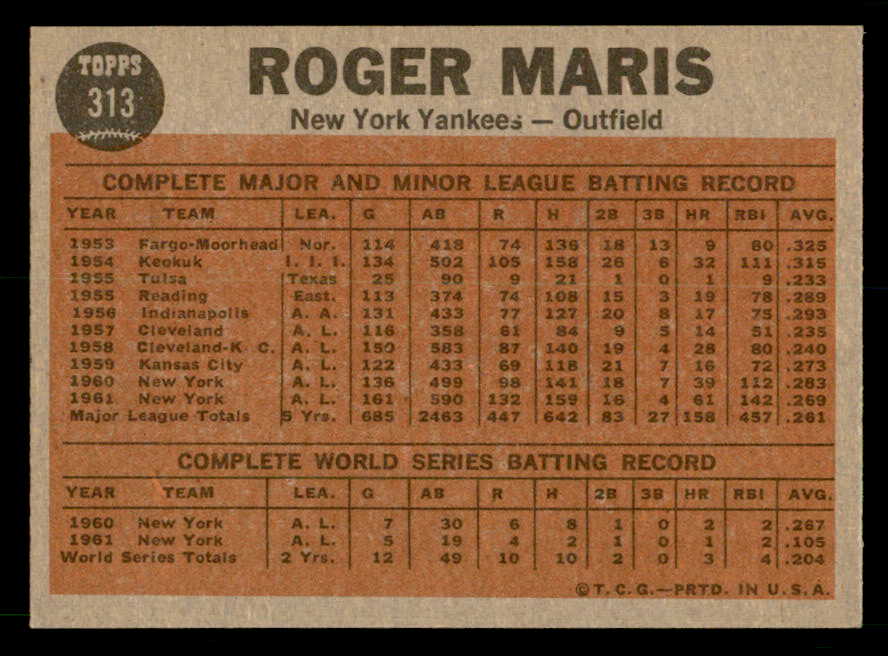 TOPPS
313
ROGER MARIS
New York Yankees — Outfield
COMPLETE MAJOR AND MINOR LEAGUE BATTING RECORD
YEAR TEAM LEA. G AB R H 2B 3B HR RBI AVG.
1953 Fargo-Moorhead Nor. 114 418 74 136 18 13 9 80 .325
1954 Keokuk I. I. I. 134 502 105 158 26 6 32 111 .315
1955 Tulsa Texas 25 90 9 21 1 0 1 9 .233
1955 Reading East. 113 374 74 108 15 3 19 78 .289
1956 Indianapolis A. A. 131 433 77 127 20 8 17 75 .293
1957 Cleveland A. L. 116 358 61 84 9 5 14 51 .235
1958 Cleveland-K C. A. L. 150 583 87 140 19 4 28 80 .240
1959 Kansas City A. L. 122 433 69 118 21 7 16 72 .273
1960 New York A. L. 136 499 98 141 18 7 39 112 .283
1961 New York A. L. 161 590 132 159 16 4 61 142 .269
Major League Totals 5 Yrs. 685 2463 447 642 83 27 158 457 .261
COMPLETE WORLD SERIES BATTING RECORD
YEAR TEAM LEA. G AB R H 2B 3B HR RBI AVG.
1960 New York A. L. 7 30 6 8 1 0 2 2 .267
1961 New York A. L. 5 19 4 2 1 0 1 2 .105
World Series Totals 2 Yrs. 12 49 10 10 2 0 3 4 .204
© T. C. G.—PRTD. IN U. S. A.